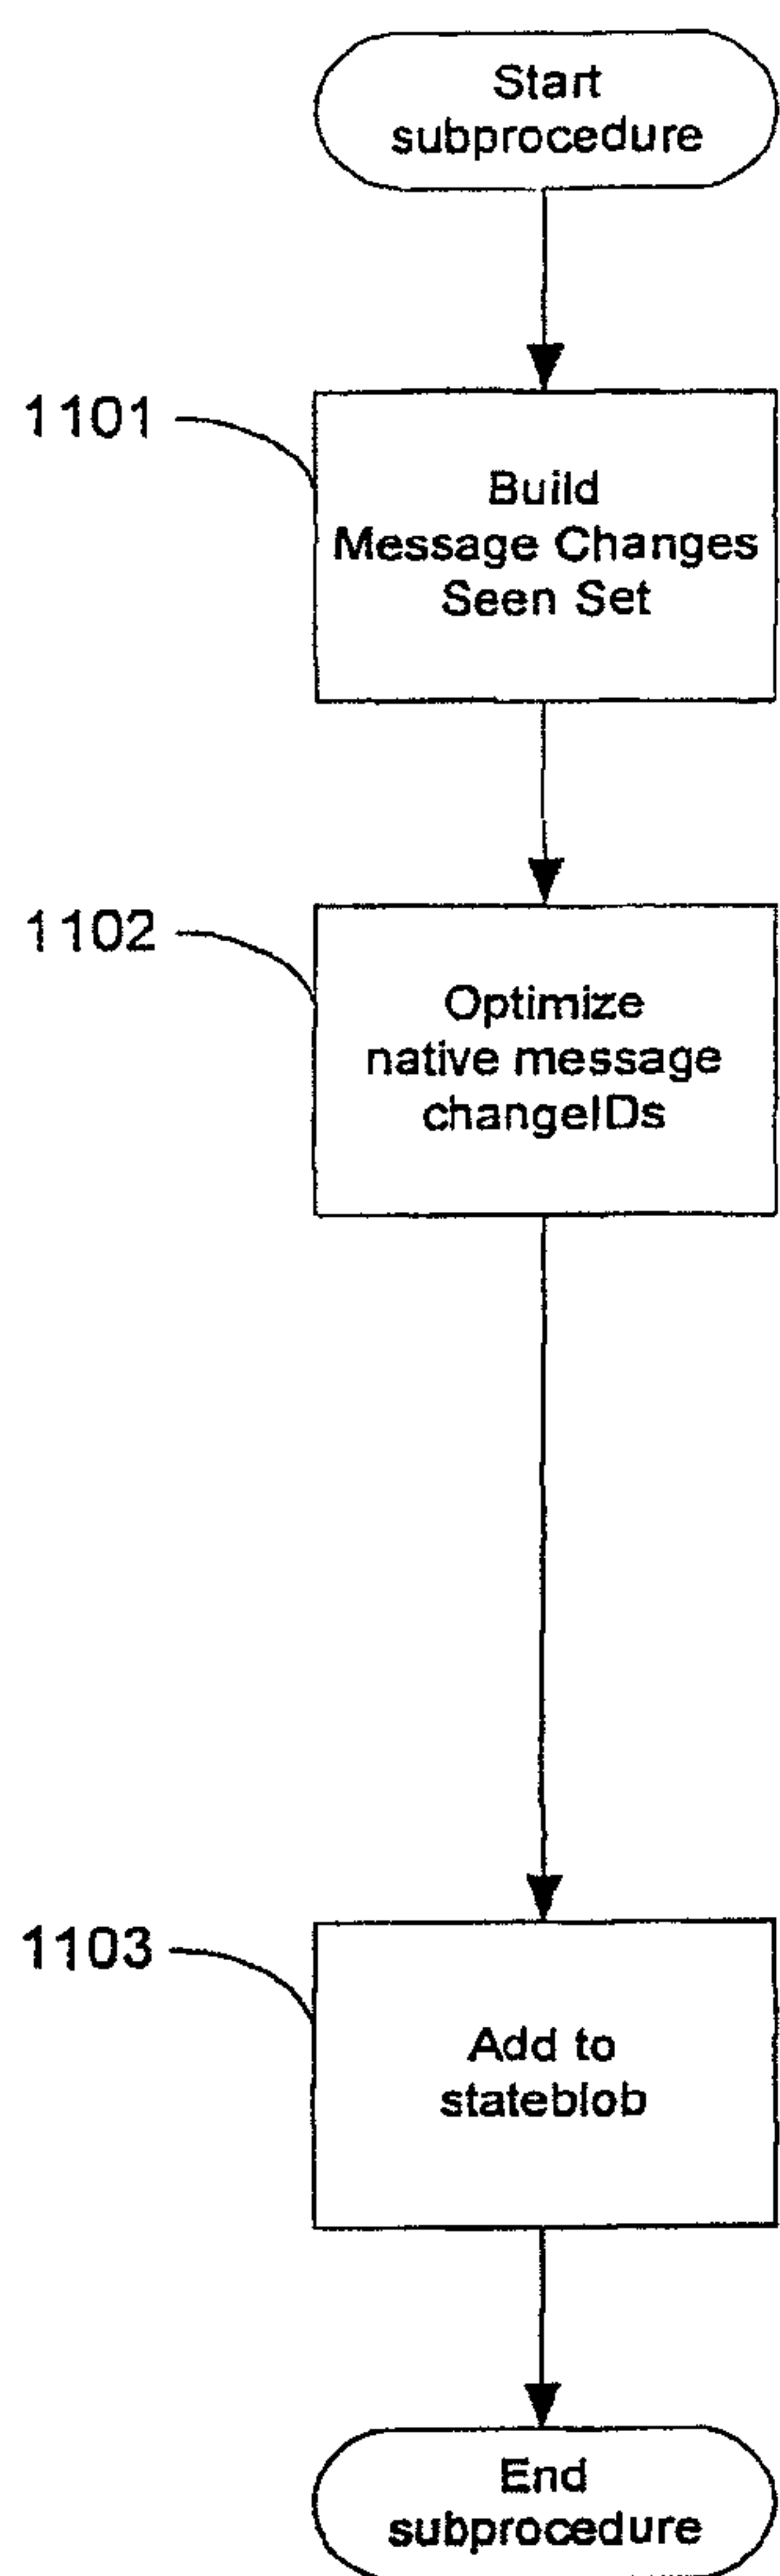 Start
subprocedure
1101
Build
Message Changes
Seen Set
1102
Optimize
native message
changeIDs
1103
Add to
stateblob
End
subprocedure